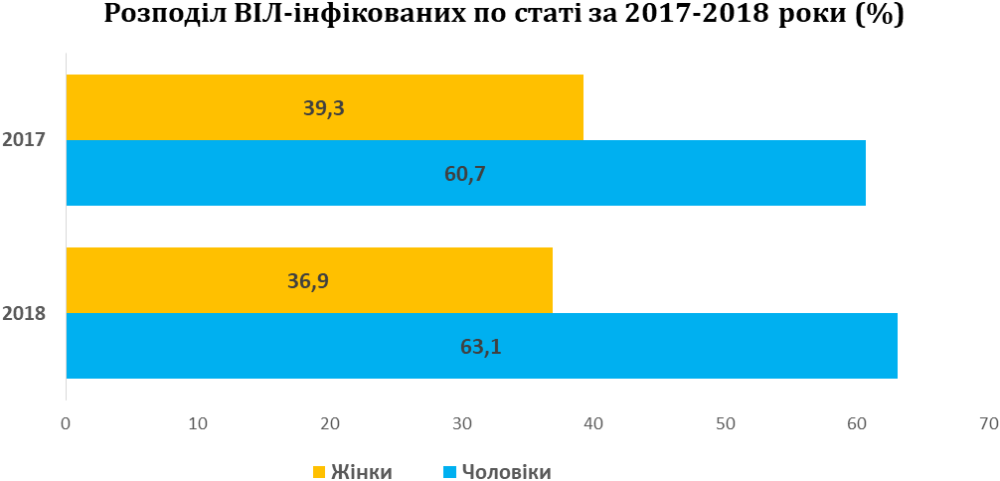 Розподіл ВІЛ-інфікованих по статі за 2017-2018 роки (%)
39,3
2017
60,7
36,9
2018
63,1
0 10 20 30 40 50 60 70
Жінки Чоловіки